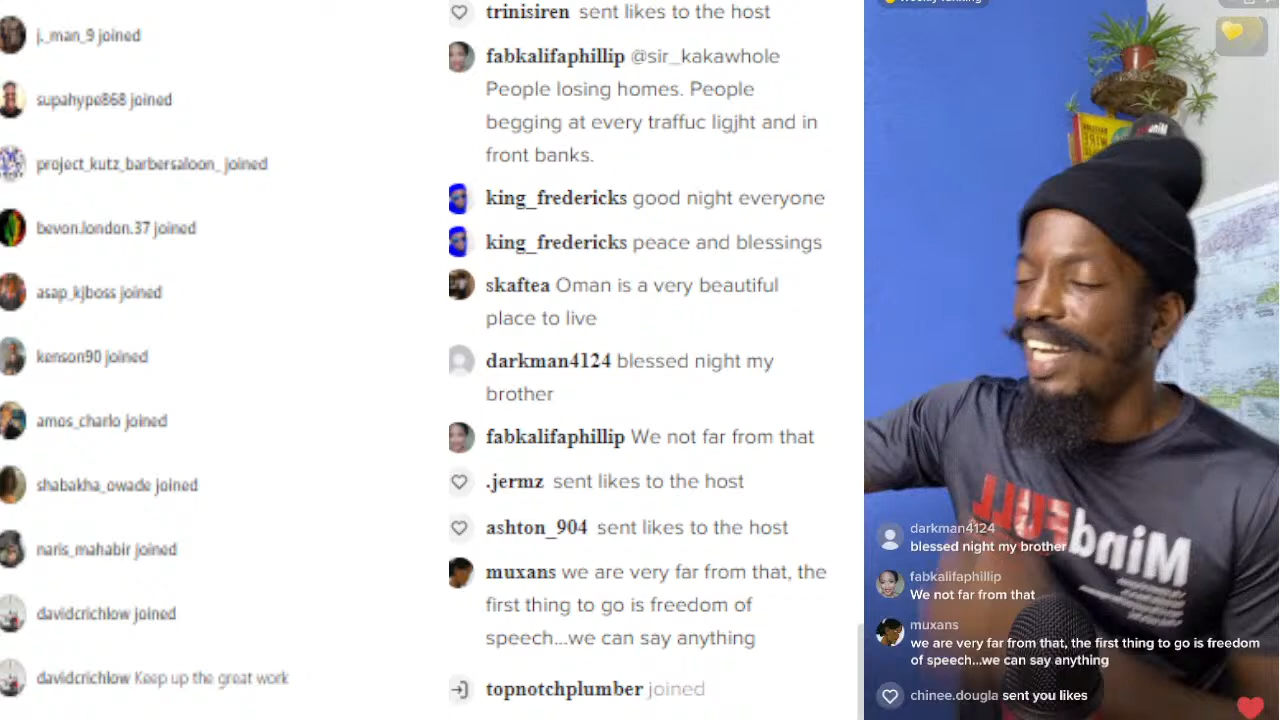 j._man_9 joined
supahype868 joined
project_kutz_barbersaloon_ joined
bevon.london.37 joined
asap_kjboss joined
kenson90 joined
amos_charlo joined
shabakha_owade joined
naris_mahabir joined
davidcrichlow joined
davidcrichlow Keep up the great work
trinisiren sent likes to the host
fabkalifaphillip @sir_kakawhole
People losing homes. People
begging at every traffuc ligjht and in
front banks.
king_fredericks good night everyone
king_fredericks peace and blessings
skaftea Oman is a very beautiful
place to live
darkman4124 blessed night my
brother
fabkalifaphillip We not far from that
.jermz sent likes to the host
ashton_904 sent likes to the host
muxans we are very far from that, the
first thing to go is freedom of
speech...we can say anything
topnotchplumber joined
weekly ranking
MindFULL
darkman4124
blessed night my brother
fabkalifaphillip
We not far from that
muxans
we are very far from that, the first thing to go is freedom
of speech...we can say anything
chinee.dougla sent you likes